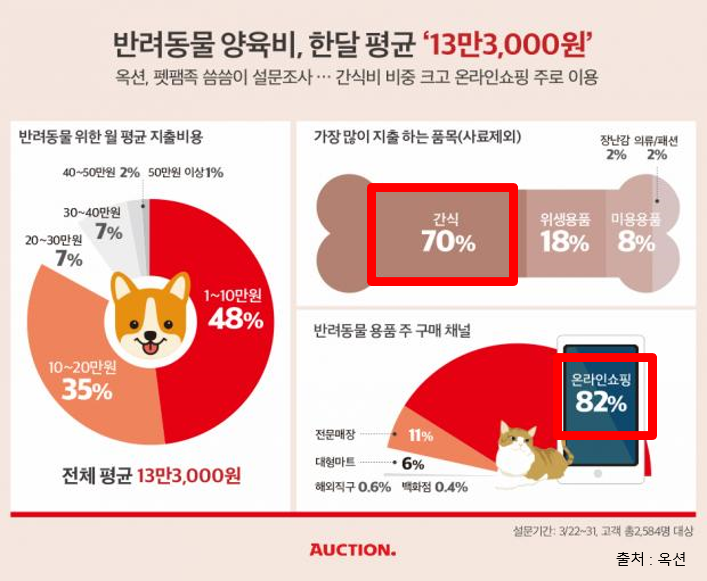 반려동물 양육비, 한달 평균 ‘13만3,000원’
옥션, 펫팸족 씀씀이 설문조사 … 간식비 비중 크고 온라인쇼핑 주로 이용
반려동물 위한 월 평균 지출비용
40~50만원 2%
50만원 이상 1%
30~40만원
7%
20~30만원
7%
1~10만원
48%
10~20만원
35%
전체 평균 13만3,000원
가장 많이 지출 하는 품목(사료제외)
장난감
2%
의류/패션
2%
간식
70%
위생용품
18%
미용용품
8%
반려동물 용품 주 구매 채널
온라인쇼핑
82%
전문매장
11%
대형마트
6%
해외직구 0.6%
백화점 0.4%
설문기간: 3/22~31, 고객 총2,584명 대상
AUCTION.
출처 : 옥션